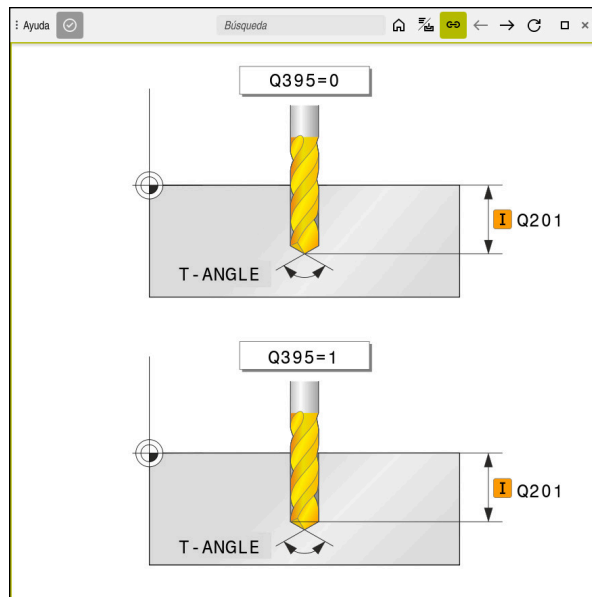 Ayuda
Búsqueda
Q395=0
I Q201
T-ANGLE
Q395=1
I Q201
T-ANGLE